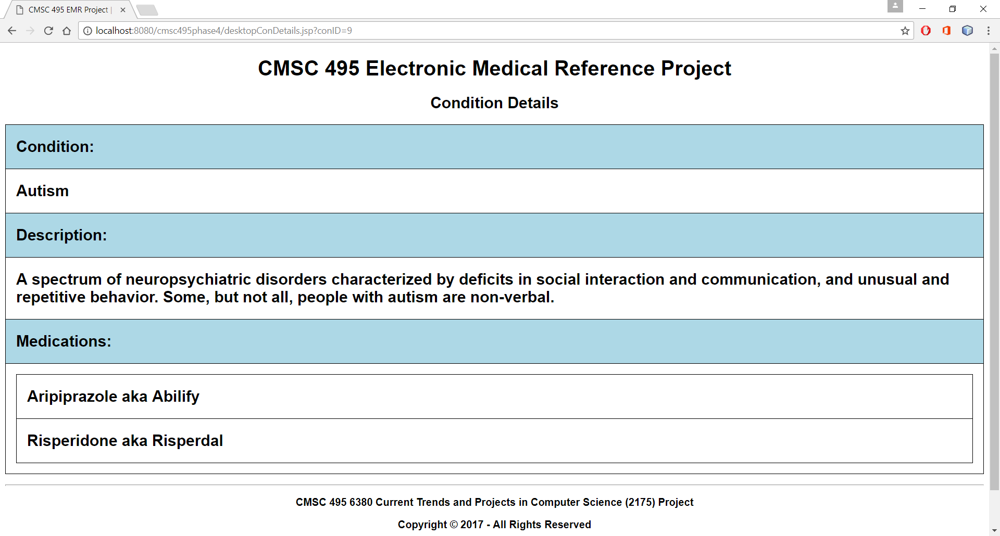 CMSC 495 EMR Project |
localhost:8080/cmsc495phase4/desktopConDetails.jsp?conID=9
CMSC 495 Electronic Medical Reference Project
Condition Details
Condition:
Autism
Description:
A spectrum of neuropsychiatric disorders characterized by deficits in social interaction and communication, and unusual and
repetitive behavior. Some, but not all, people with autism are non-verbal.
Medications:
Aripiprazole aka Abilify
Risperidone aka Risperdal
CMSC 495 6380 Current Trends and Projects in Computer Science (2175) Project
Copyright © 2017 - All Rights Reserved